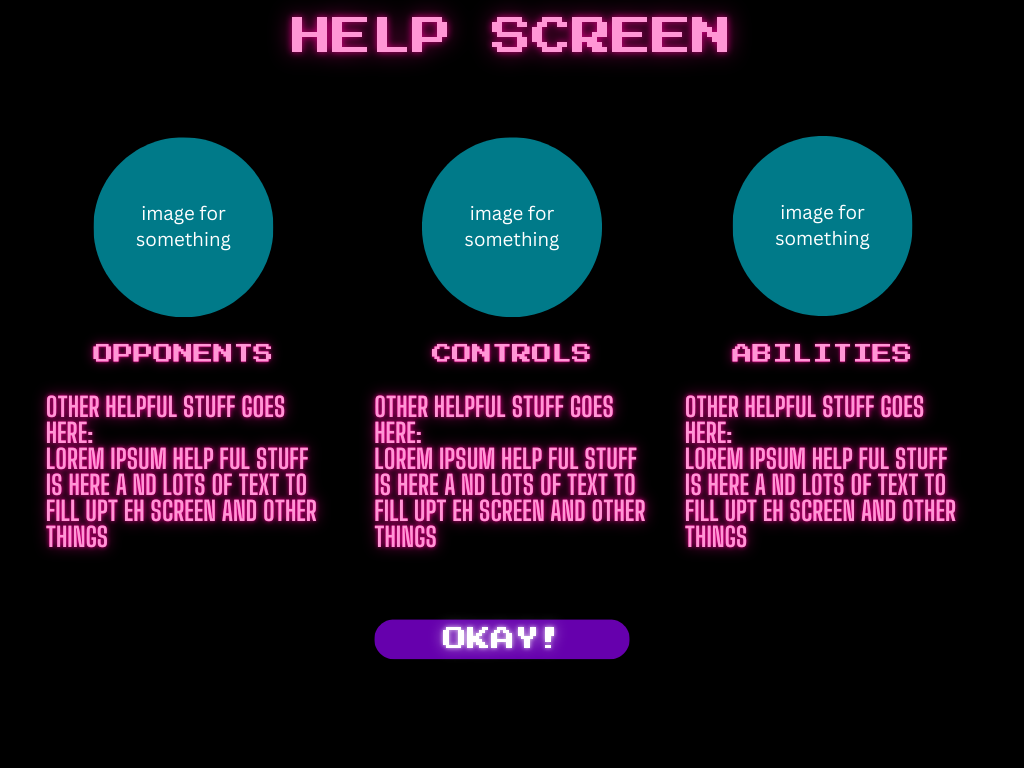 HELP SCREEN
image for
something
image for
something
image for
something
OPPONENTS
CONTROLS
ABILITIES
OTHER HELPFUL STUFF GOES
HERE:
LOREM IPSUM HELP FUL STUFF
IS HERE A ND LOTS OF TEXT TO
FILL UPT EH SCREEN AND OTHER
THINGS
OTHER HELPFUL STUFF GOES
HERE:
LOREM IPSUM HELP FUL STUFF
IS HERE A ND LOTS OF TEXT TO
FILL UPT EH SCREEN AND OTHER
THINGS
OTHER HELPFUL STUFF GOES
HERE:
LOREM IPSUM HELP FUL STUFF
IS HERE A ND LOTS OF TEXT TO
FILL UPT EH SCREEN AND OTHER
THINGS
OKAY!